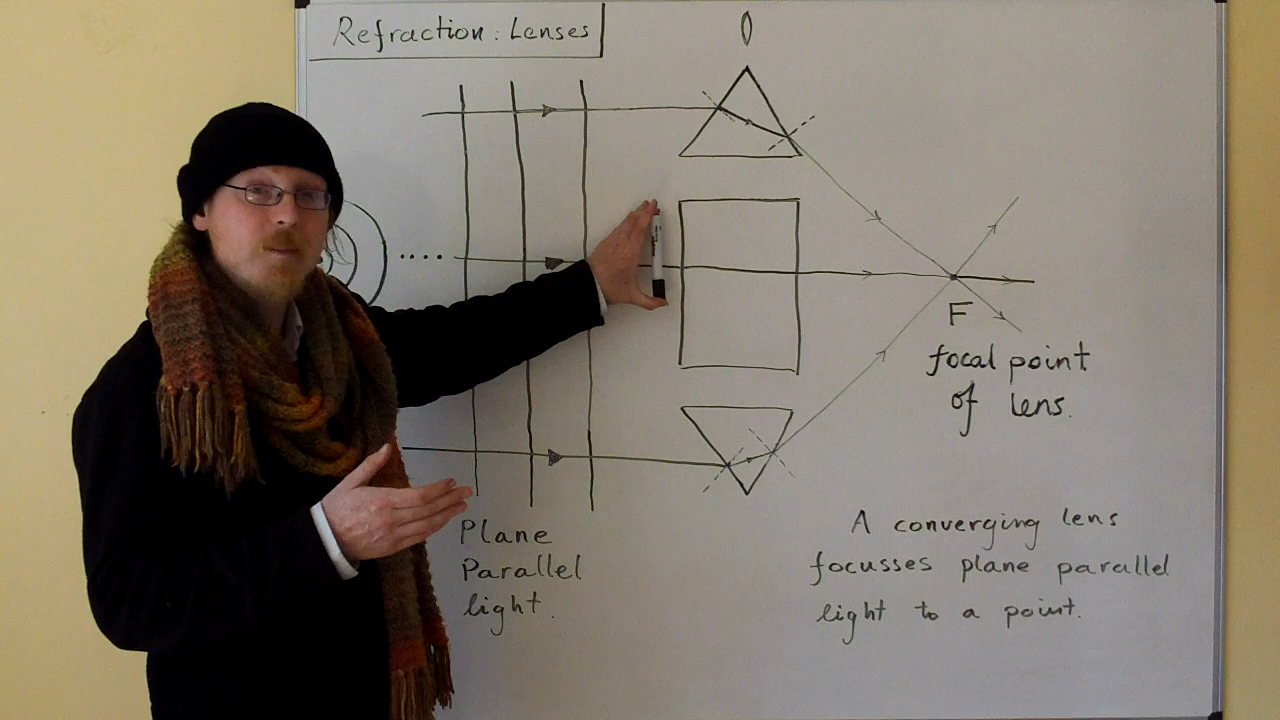 Refraction: Lenses
F
focal point
of lens.
Plane
Parallel
light.
A converging lens
focusses plane parallel
light to a point.